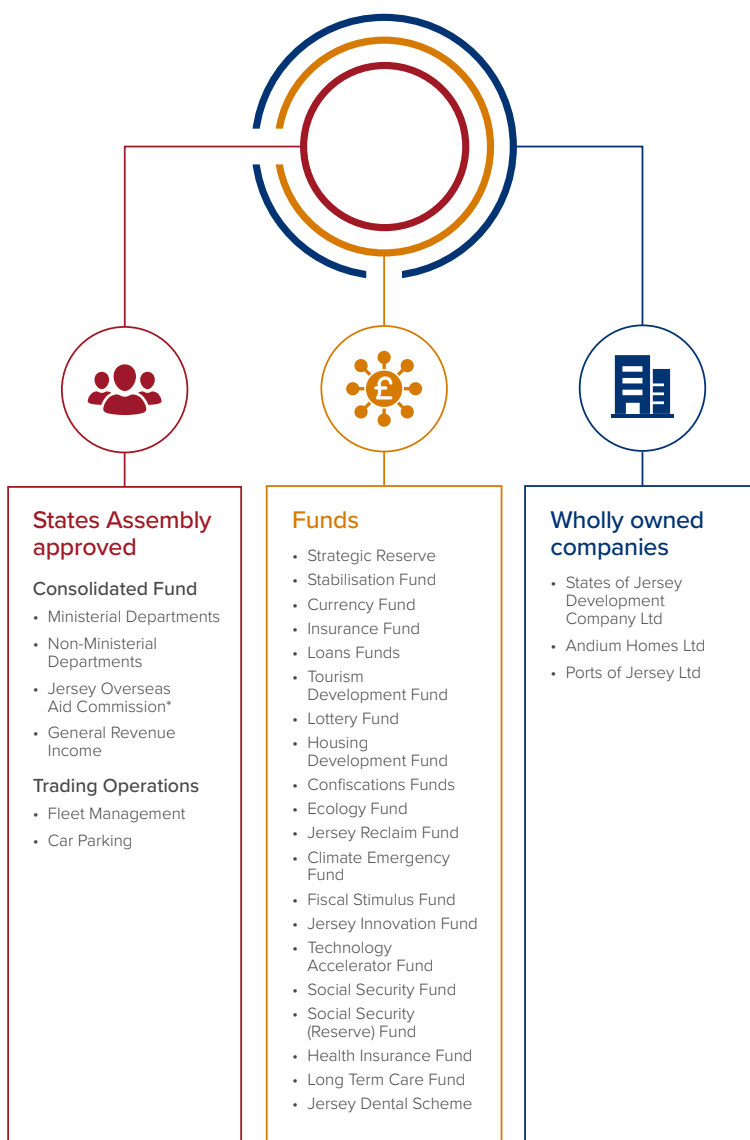 States Assembly
approved
Consolidated Fund
• Ministerial Departments
• Non-Ministerial
Departments
• Jersey Overseas
Aid Commission*
• General Revenue
Income
Trading Operations
• Fleet Management
• Car Parking
£
Funds
• Strategic Reserve
• Stabilisation Fund
• Currency Fund
• Insurance Fund
• Loans Funds
• Tourism
Development Fund
• Lottery Fund
• Housing
Development Fund
• Confiscations Funds
• Ecology Fund
• Jersey Reclaim Fund
• Climate Emergency
Fund
• Fiscal Stimulus Fund
• Jersey Innovation Fund
• Technology
Accelerator Fund
• Social Security Fund
• Social Security
(Reserve) Fund
• Health Insurance Fund
• Long Term Care Fund
• Jersey Dental Scheme
Wholly owned
companies
• States of Jersey
Development
Company Ltd
• Andium Homes Ltd
• Ports of Jersey Ltd